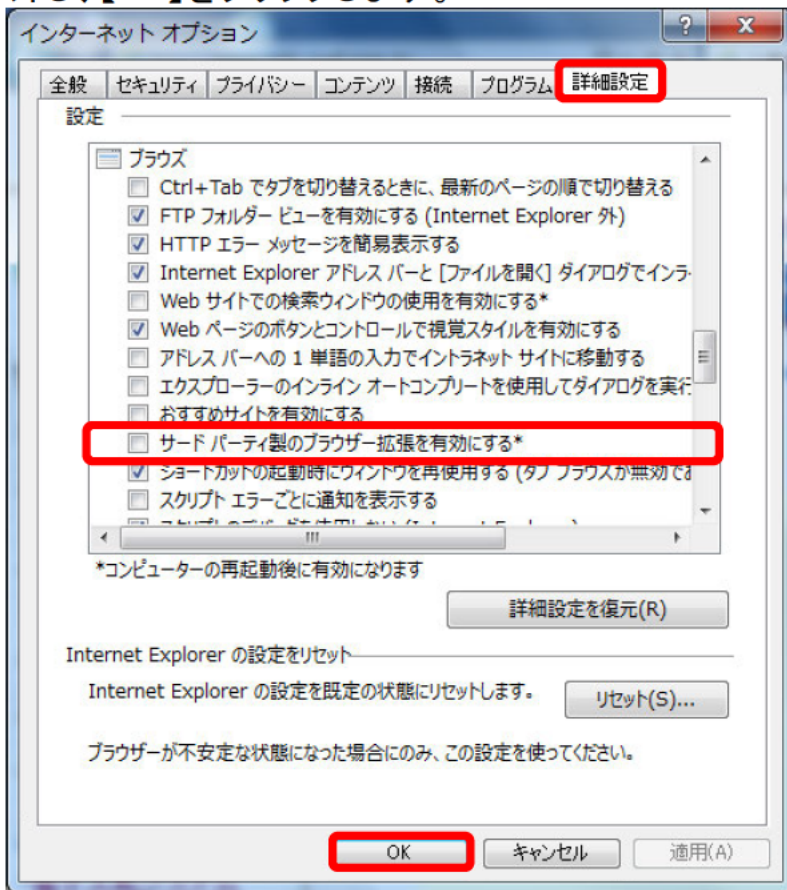 インターネット オプション
全般 セキュリティ プライバシー コンテンツ 接続 プログラム 詳細設定
設定
ブラウズ
Ctrl+Tab でタブを切り替えるときに、最新のページの順で切り替える
FTP フォルダー ビューを有効にする (Internet Explorer 外)
HTTP エラー メッセージを簡易表示する
Internet Explorer アドレス バーと [ファイルを開く] ダイアログでインラ
Web サイトでの検索ウィンドウの使用を有効にする*
Web ページのボタンとコントロールで視覚スタイルを有効にする
アドレス バーへの 1 単語の入力でイントラネット サイトに移動する
エクスプローラーのインライン オートコンプリートを使用してダイアログを実行
おすすめサイトを有効にする
サード パーティ製のブラウザー拡張を有効にする*
ショートカットの起動時にウィンドウを再使用する (タブ ブラウズが無効であ
スクリプト エラーごとに通知を表示する
*コンピューターの再起動後に有効になります
詳細設定を復元(R)
Internet Explorer の設定をリセット
Internet Explorer の設定を既定の状態にリセットします。
リセット(S)...
ブラウザーが不安定な状態になった場合にのみ、この設定を使ってください。
OK キャンセル 適用(A)